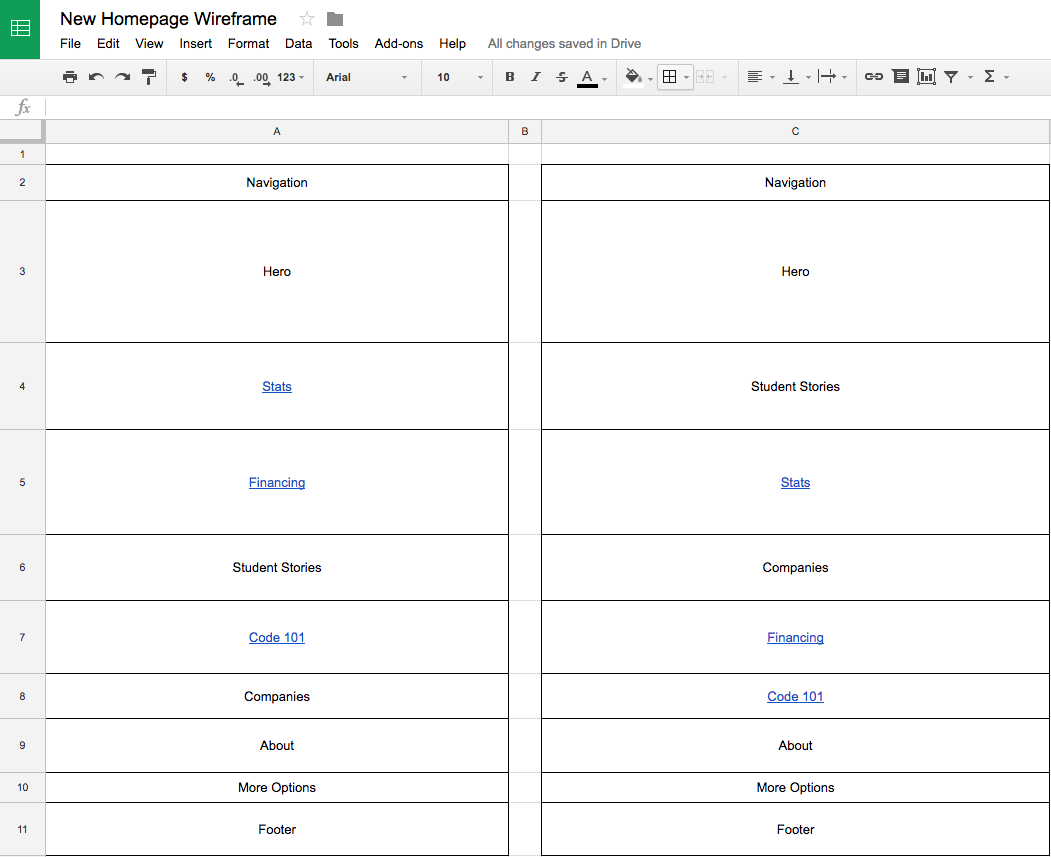 New Homepage Wireframe
File Edit View Insert Format Data Tools Add-ons Help All changes saved in Drive
$ % .0 .00 123 Arial 10 B I S A Σ
fx
A B C
1
2 Navigation Navigation
3 Hero Hero
4 Stats Student Stories
5 Financing Stats
6 Student Stories Companies
7 Code 101 Financing
8 Companies Code 101
9 About About
10 More Options More Options
11 Footer Footer